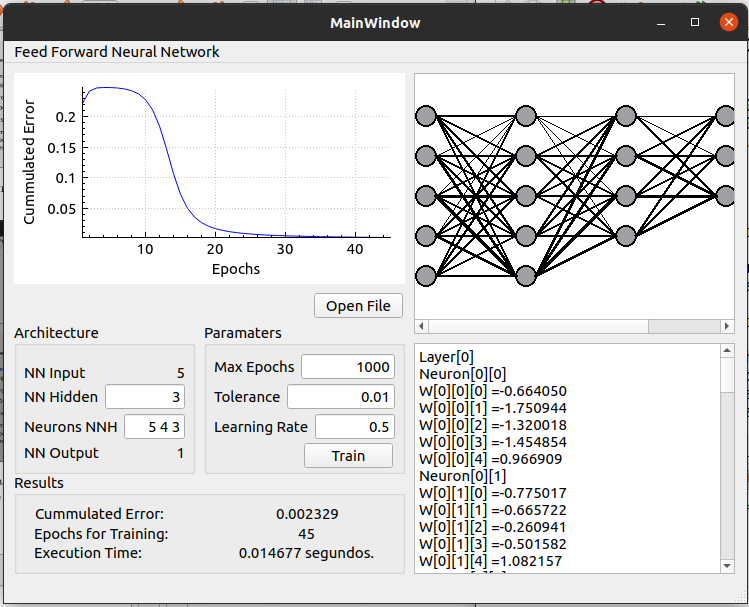 MainWindow
Feed Forward Neural Network
Cummulated Error
0.2
0.15
0.1
0.05
10 20 30 40
Epochs
Open File
Architecture
NN Input 5
NN Hidden 3
Neurons NNH 5 4 3
NN Output 1
Paramaters
Max Epochs 1000
Tolerance 0.01
Learning Rate 0.5
Train
Results
Cummulated Error: 0.002329
Epochs for Training: 45
Execution Time: 0.014677 segundos.
Layer[0]
Neuron[0][0]
W[0][0][0] =-0.664050
W[0][0][1] =-1.750944
W[0][0][2] =-1.320018
W[0][0][3] =-1.454854
W[0][0][4] =0.966909
Neuron[0][1]
W[0][1][0] =-0.775017
W[0][1][1] =-0.665722
W[0][1][2] =-0.260941
W[0][1][3] =-0.501582
W[0][1][4] =1.082157